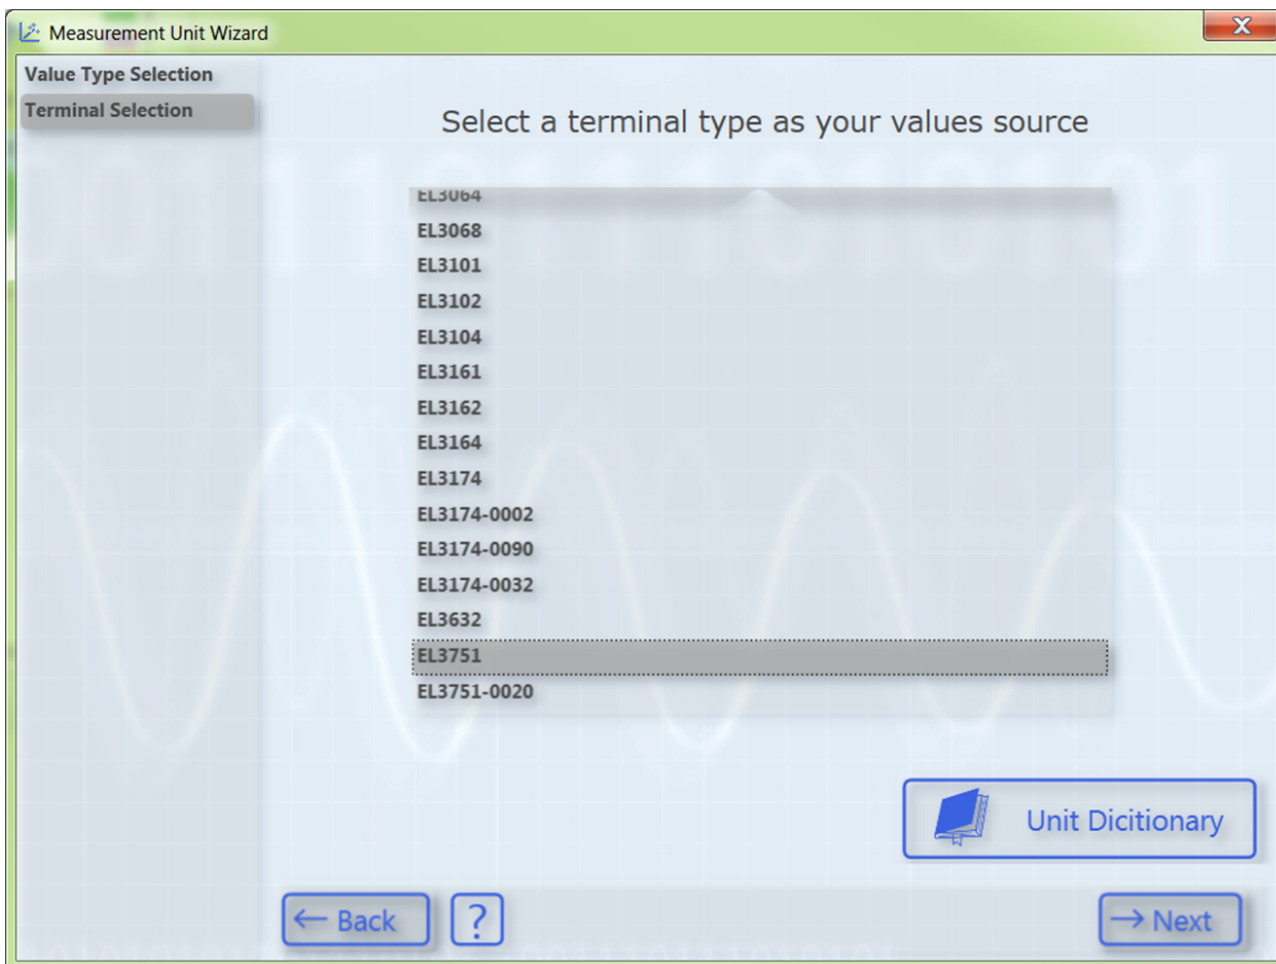 Measurement Unit Wizard
X
Value Type Selection
Terminal Selection
Select a terminal type as your values source
EL3064
EL3068
EL3101
EL3102
EL3104
EL3161
EL3162
EL3164
EL3174
EL3174-0002
EL3174-0090
EL3174-0032
EL3632
EL3751
EL3751-0020
Unit Dicitionary
← Back
?
→ Next